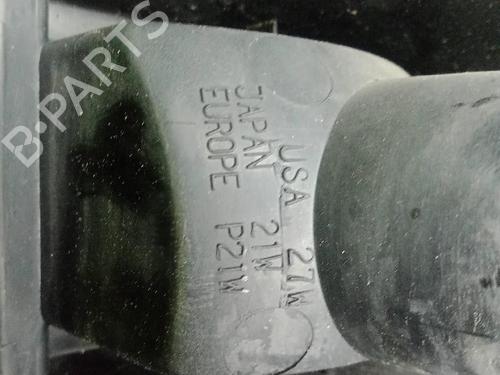 USA 27W
JAPAN 21W
EUROPE P21W
B-PARTS